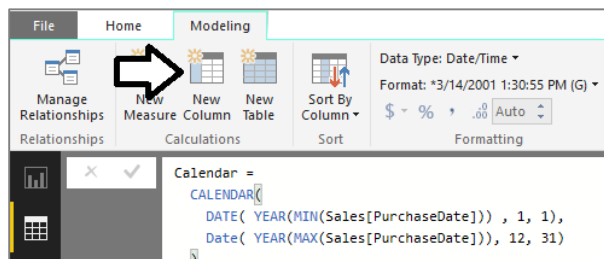 File Home Modeling
Data Type: Date/Time
Format: *3/14/2001 1:30:55 PM (G)
Manage Relationships
New Measure
New Column
New Table
Sort By Column
$ % , .00 Auto
Relationships Calculations Sort Formatting
Calendar =
CALENDAR(
DATE( YEAR(MIN(Sales[PurchaseDate])) , 1, 1),
Date( YEAR(MAX(Sales[PurchaseDate])), 12, 31)
)